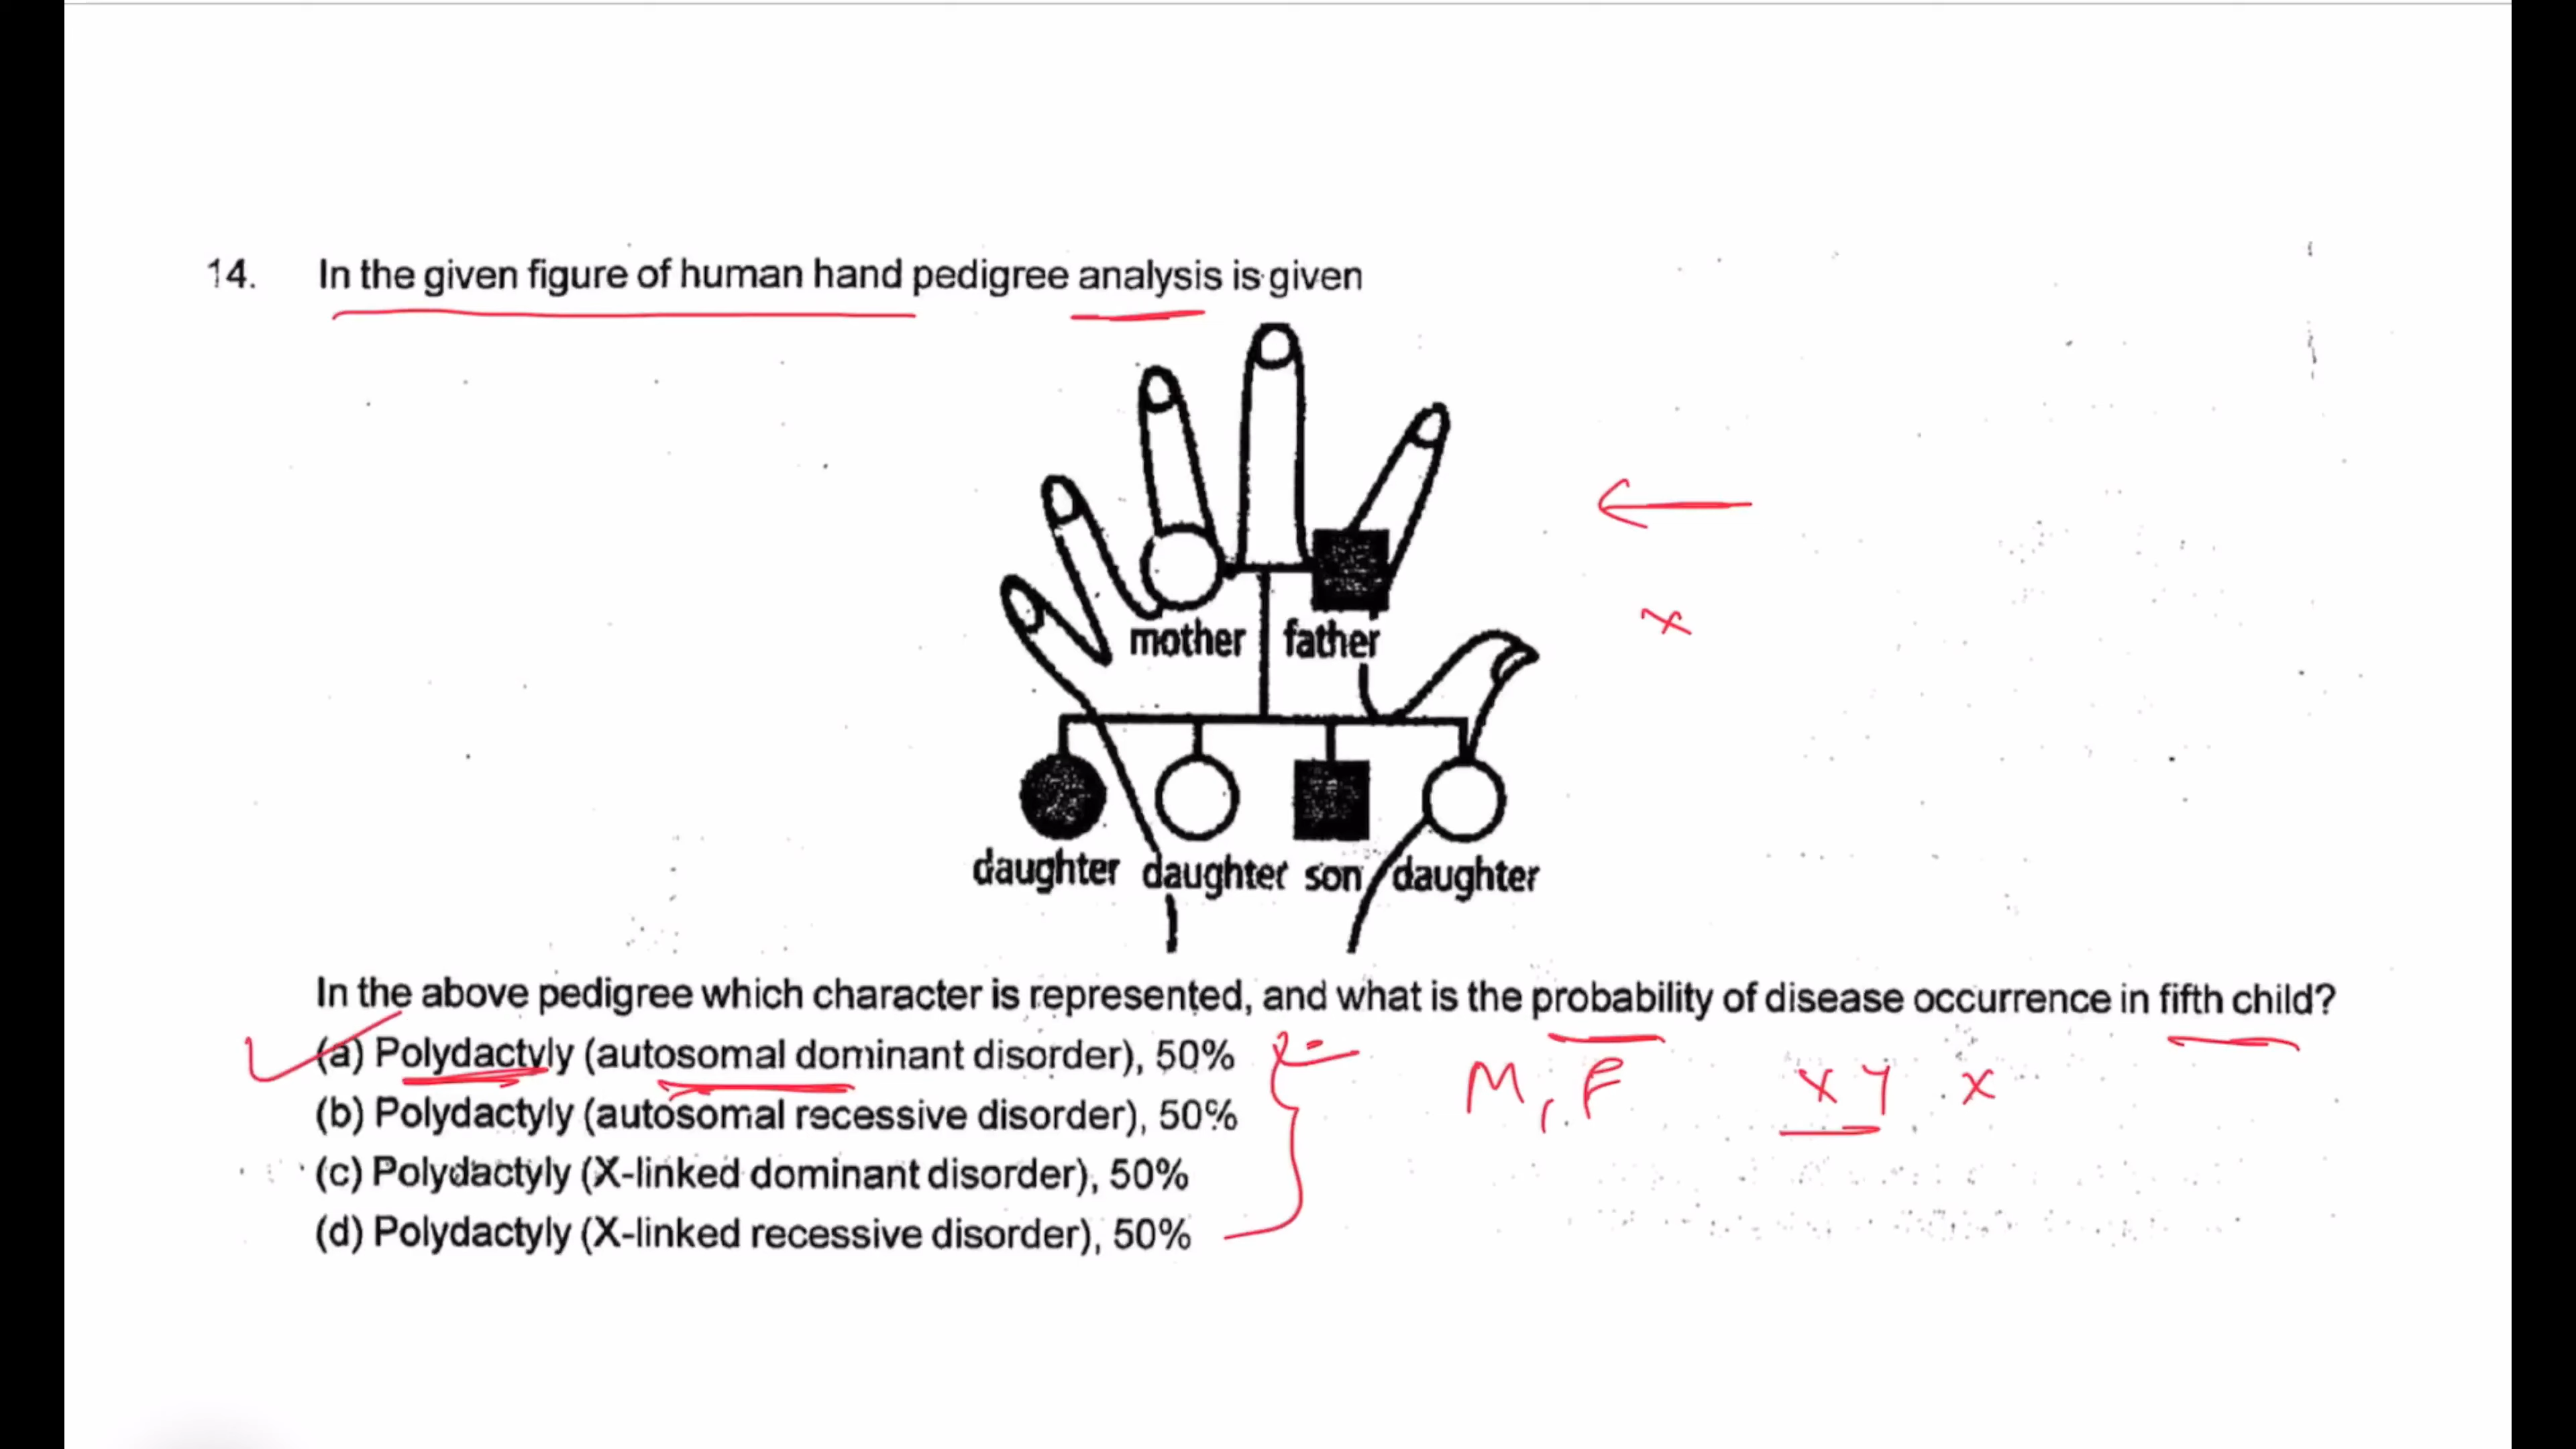 14. In the given figure of human hand pedigree analysis is given
mother father
daughter daughter son daughter
In the above pedigree which character is represented, and what is the probability of disease occurrence in fifth child?
(a) Polydactyly (autosomal dominant disorder), 50%
(b) Polydactyly (autosomal recessive disorder), 50%
(c) Polydactyly (X-linked dominant disorder), 50%
(d) Polydactyly (X-linked recessive disorder), 50%
M, F XY X